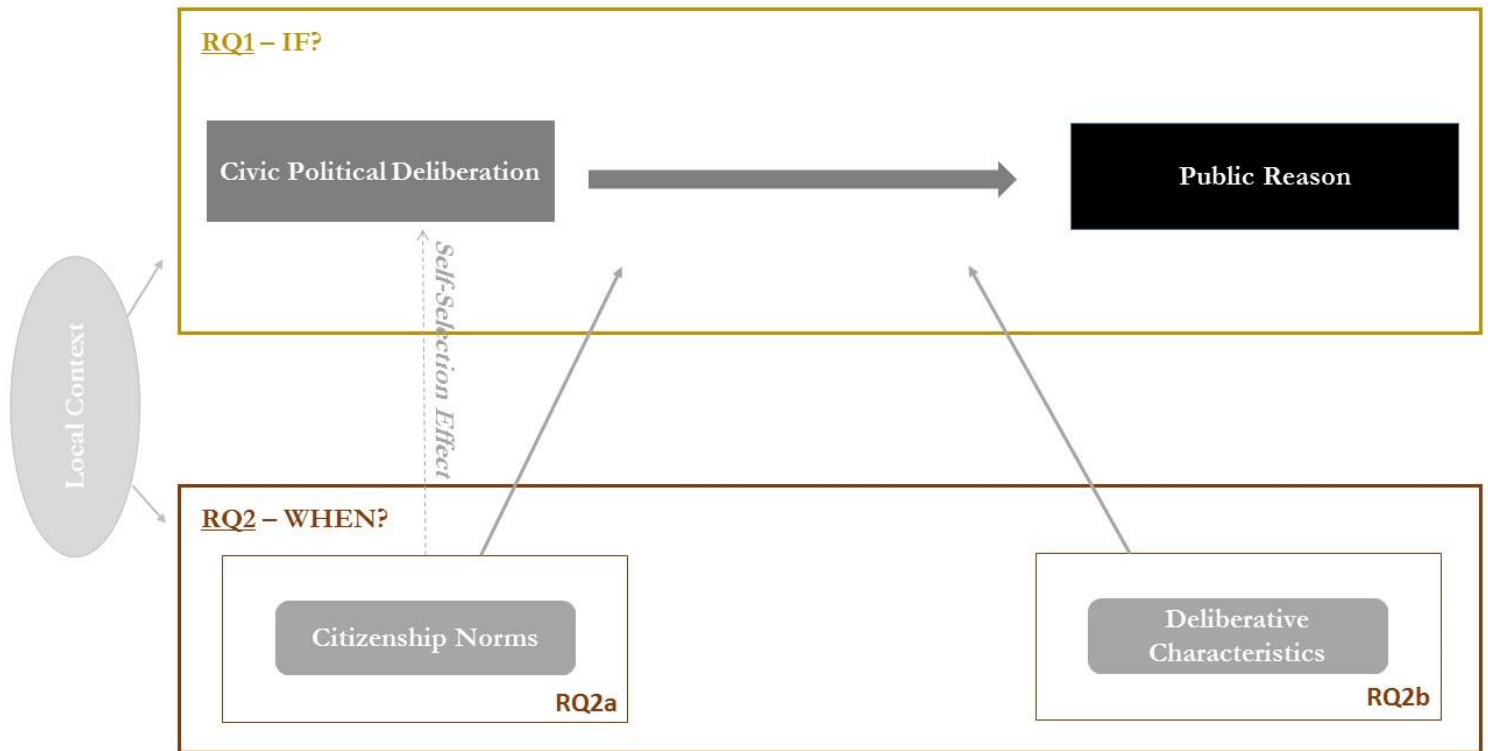 RQ1 – IF?
Civic Political Deliberation
Public Reason
Self-Selection Effect
Local Context
RQ2 – WHEN?
Citizenship Norms
RQ2a
Deliberative
Characteristics
RQ2b